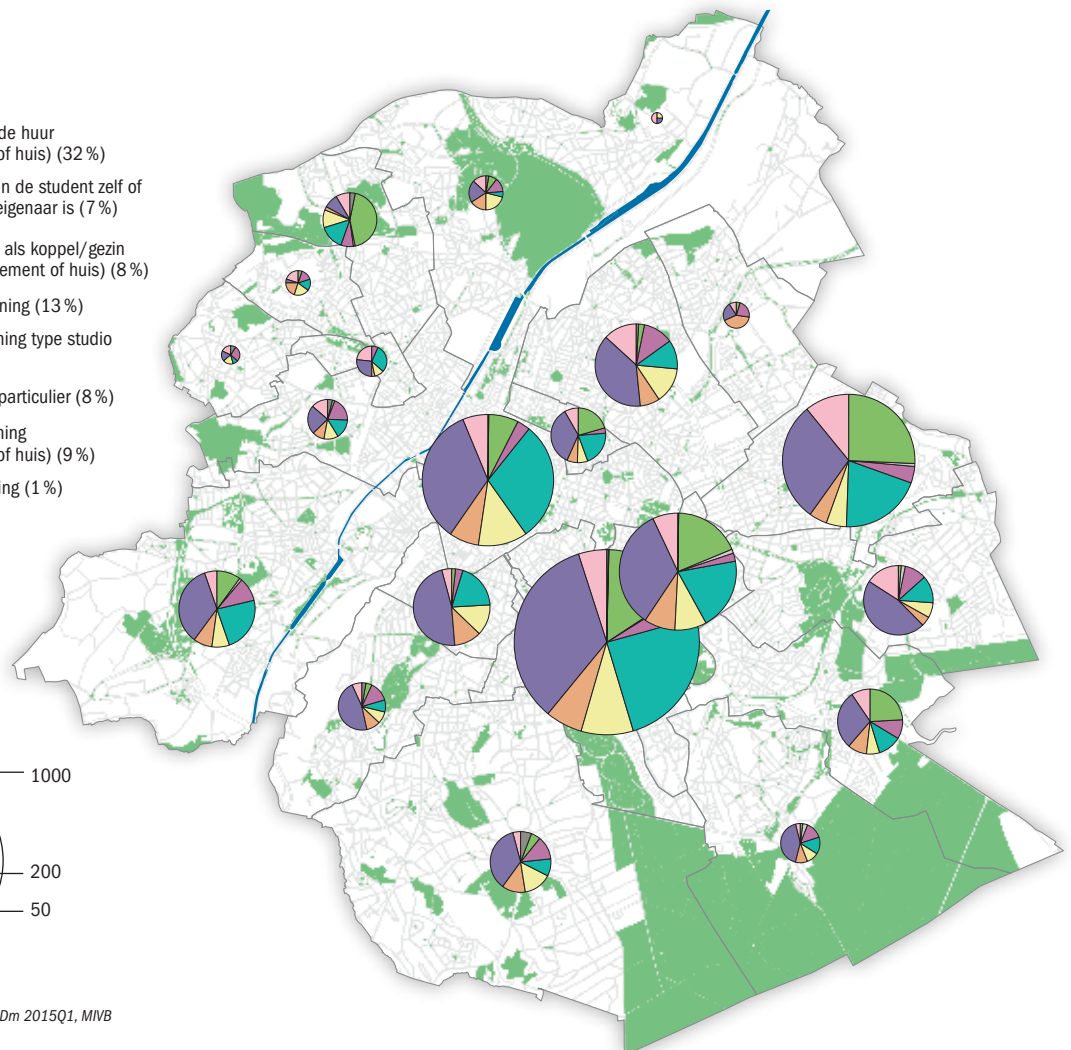 de huur
of huis) (32 %)
n de student zelf of
eigenaar is (7 %)
als koppel/gezin
ement of huis) (8 %)
ning (13 %)
ning type studio
particulier (8 %)
ning
of huis) (9 %)
ing (1 %)
1000
200
50
Dm 2015Q1, MIVB